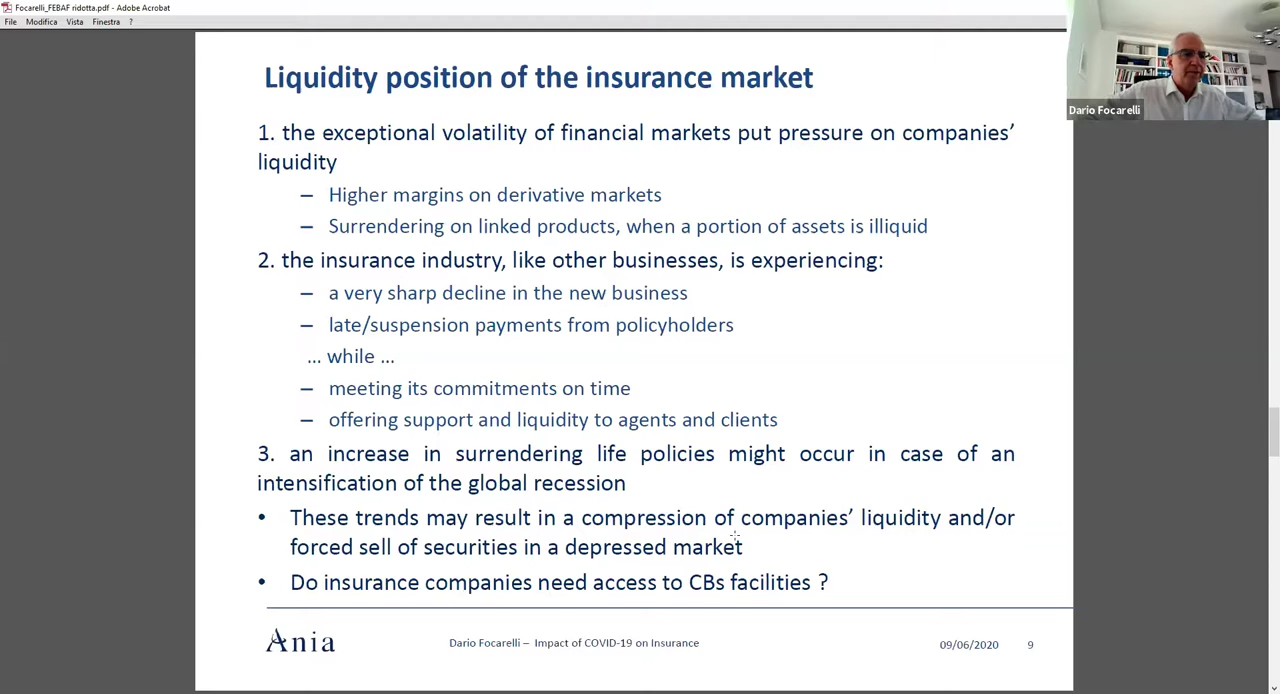 Focarelli_FEBAF ridotta.pdf - Adobe Acrobat
File Modifica Vista Finestra ?
Dario Focarelli
Liquidity position of the insurance market
1. the exceptional volatility of financial markets put pressure on companies’
liquidity
– Higher margins on derivative markets
– Surrendering on linked products, when a portion of assets is illiquid
2. the insurance industry, like other businesses, is experiencing:
– a very sharp decline in the new business
– late/suspension payments from policyholders
... while ...
– meeting its commitments on time
– offering support and liquidity to agents and clients
3. an increase in surrendering life policies might occur in case of an
intensification of the global recession
• These trends may result in a compression of companies’ liquidity and/or
forced sell of securities in a depressed market
• Do insurance companies need access to CBs facilities ?
Ania
Dario Focarelli – Impact of COVID-19 on Insurance
09/06/2020 9